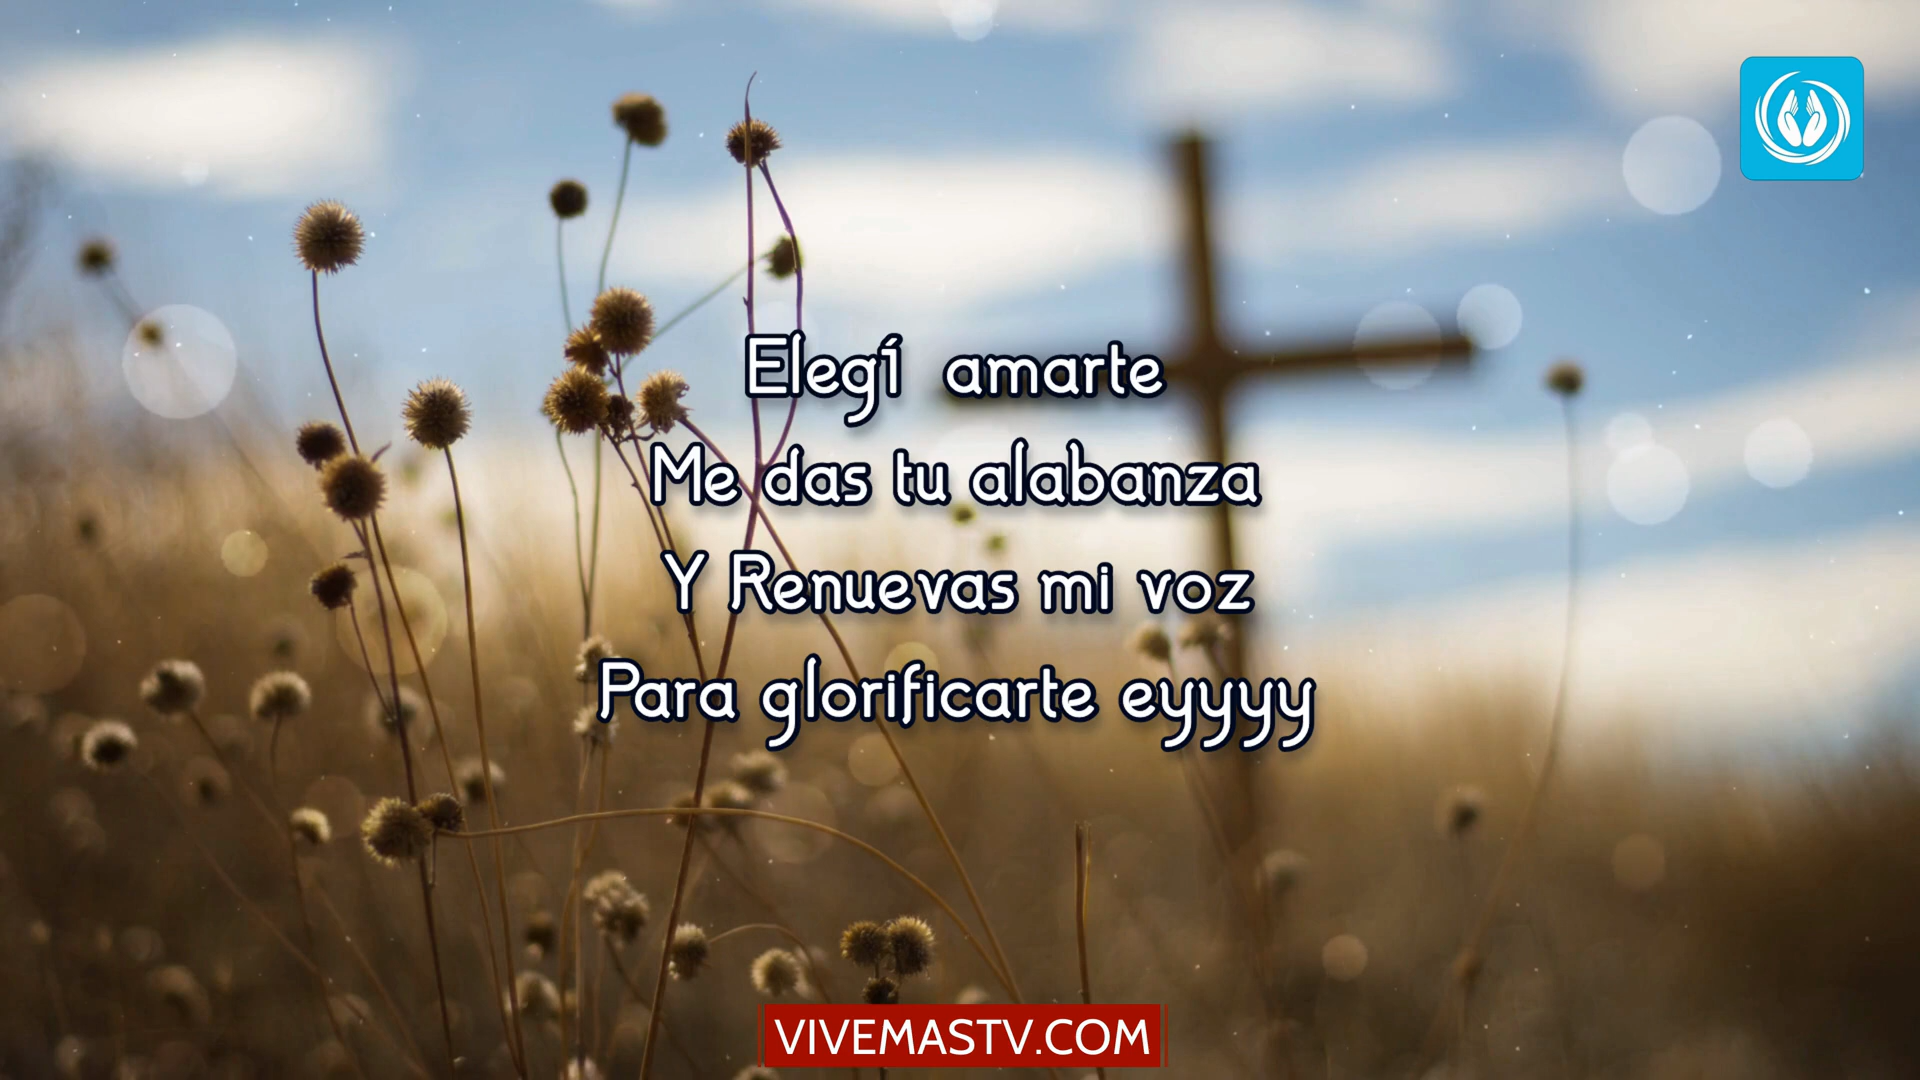 Elegí amarte
Me das tu alabanza
Y Renuevas mi voz
Para glorificarte eyyyy
VIVEMASTV.COM